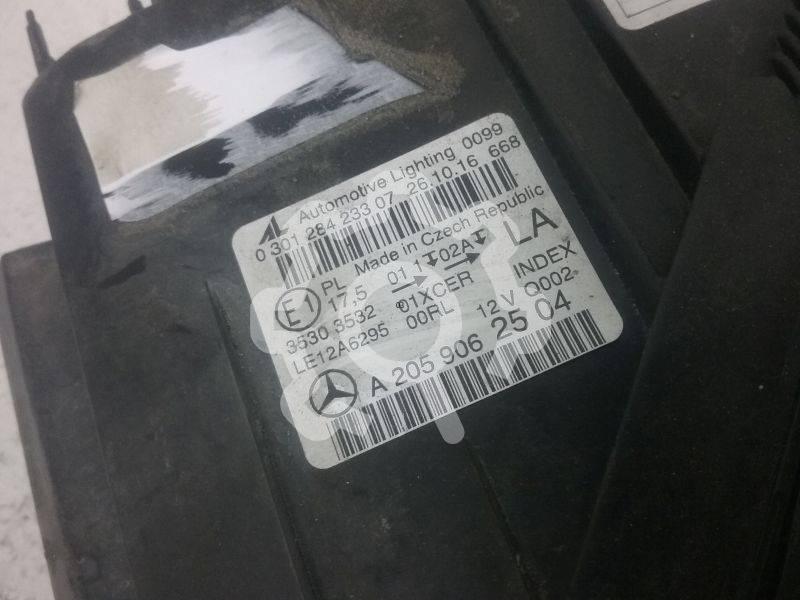 AL Automotive Lighting 0099
0 301 284 233 07 26.10.16 668
Made in Czech Republic
E1 PL 01 02A LA
17,5
3530 3532 01XCER INDEX
LE12A6295 00RL 12 V Q002
A 205 906 25 04